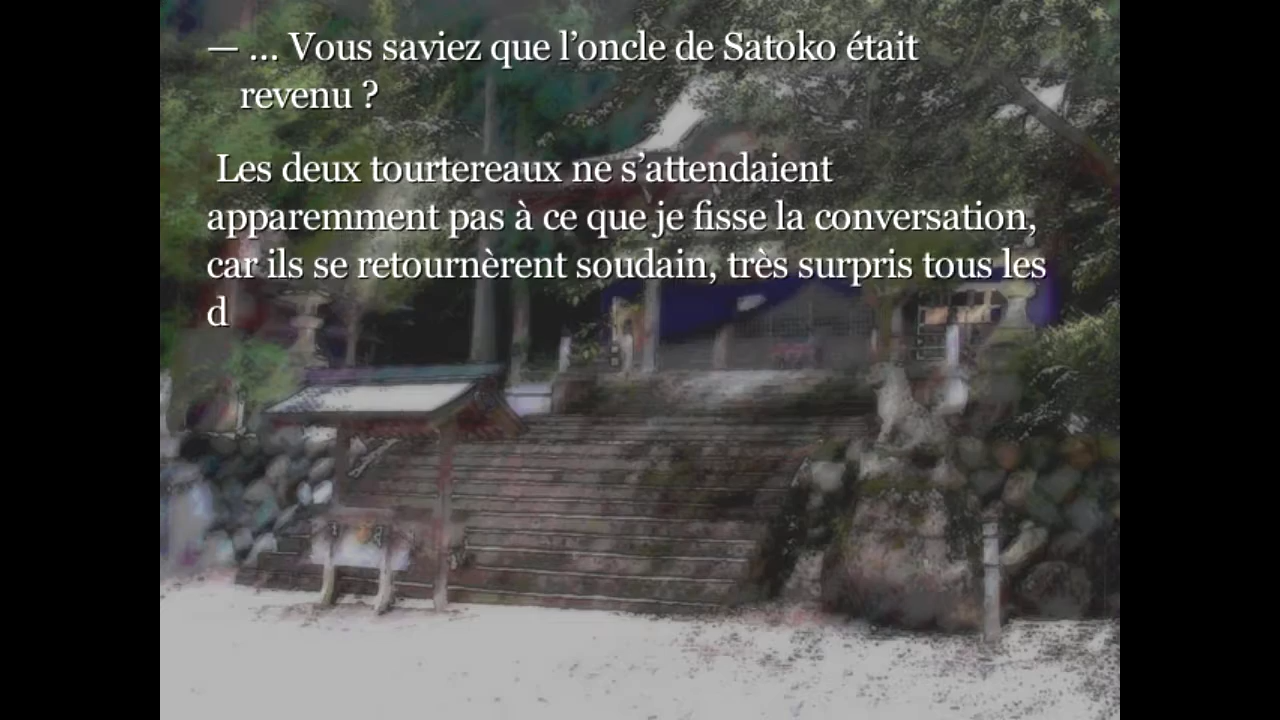 — ... Vous saviez que l’oncle de Satoko était
revenu ?
Les deux tourtereaux ne s’attendaient
apparemment pas à ce que je fisse la conversation,
car ils se retournèrent soudain, très surpris tous les
d